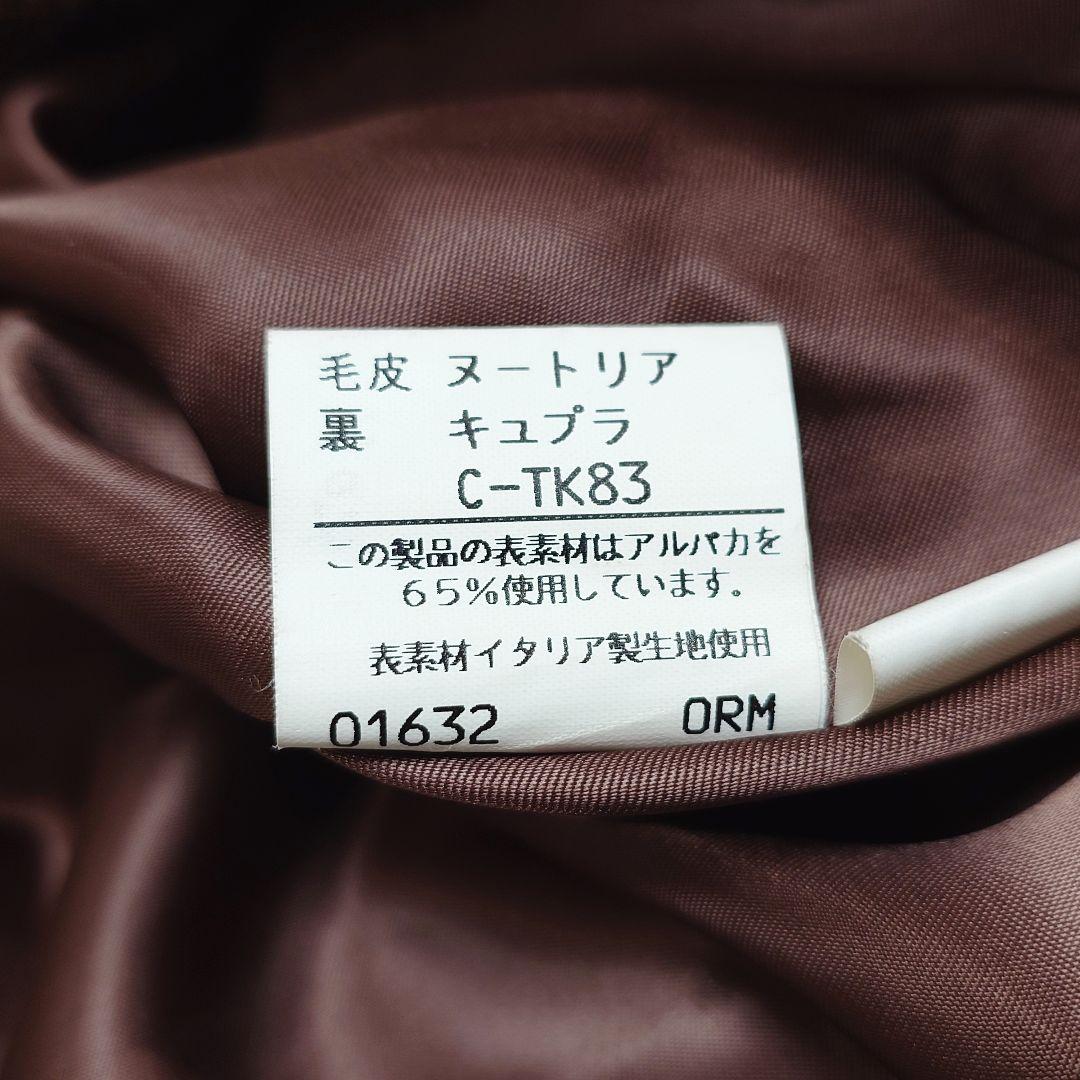 毛皮 ヌートリア
裏 キュプラ
C-TK83
この製品の表素材はアルパカを
65%使用しています。
表素材イタリア製生地使用
01632 ORM